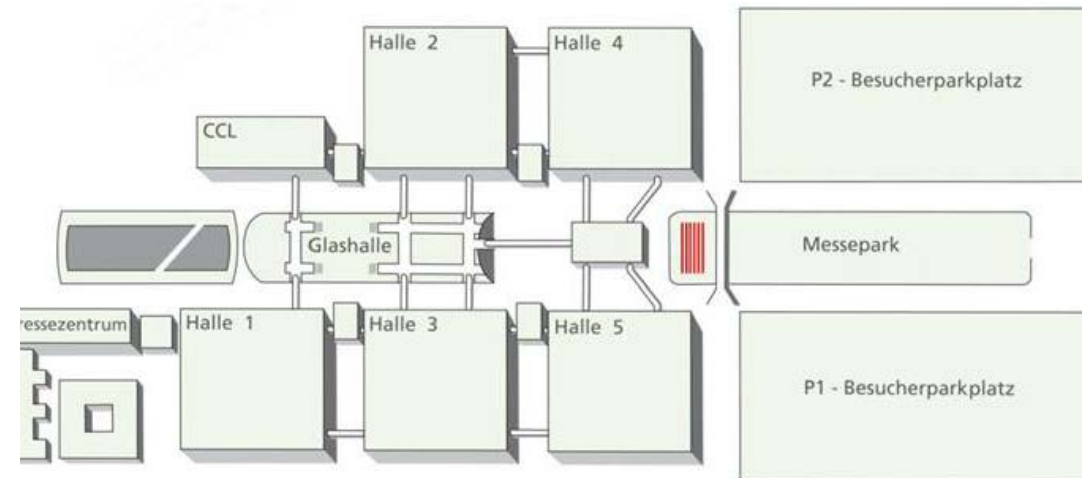 Halle 2
Halle 4
P2 - Besucherparkplatz
CCL
Glashalle
Messepark
ressezentrum
Halle 1
Halle 3
Halle 5
P1 - Besucherparkplatz